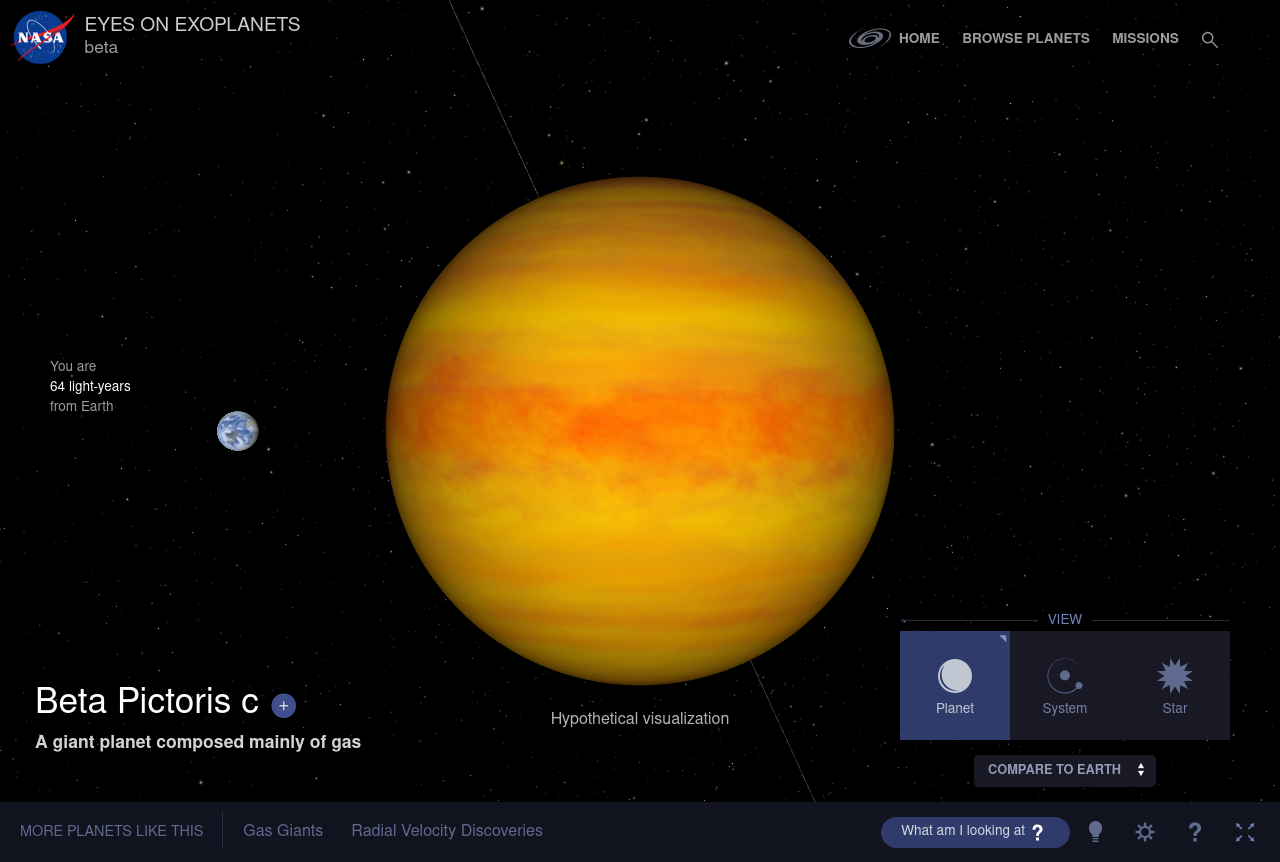 NASA
EYES ON EXOPLANETS
beta
HOME
BROWSE PLANETS
MISSIONS
You are
64 light-years
from Earth
Beta Pictoris c +
A giant planet composed mainly of gas
Hypothetical visualization
VIEW
Planet
System
Star
COMPARE TO EARTH
MORE PLANETS LIKE THIS
Gas Giants
Radial Velocity Discoveries
What am I looking at ?
?